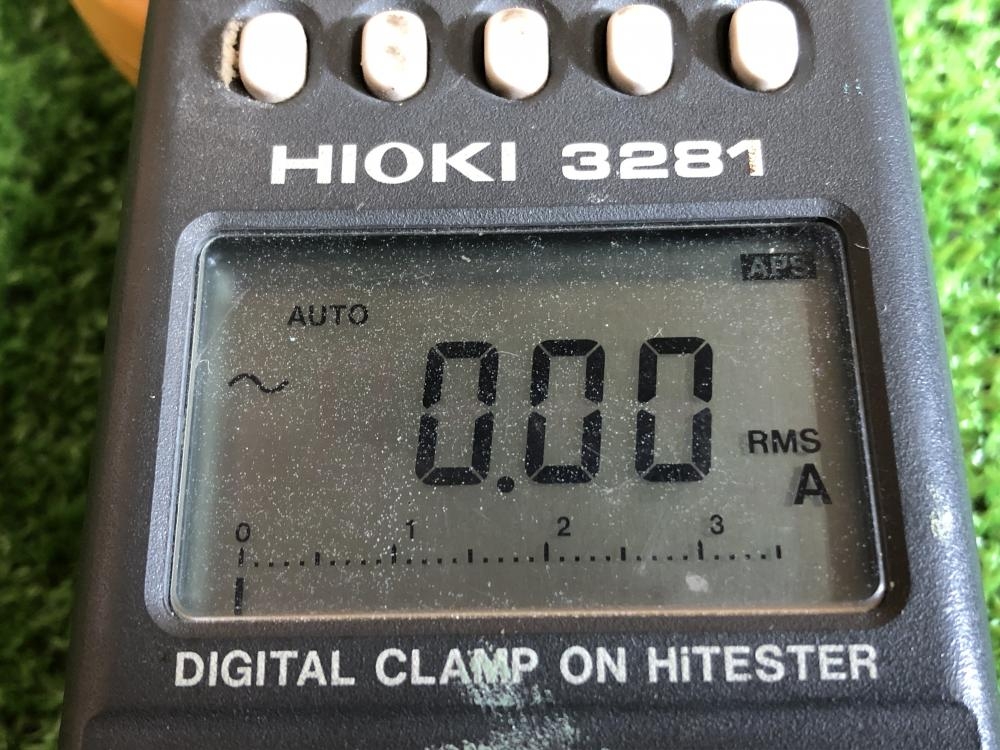 HIOKI 3281
APS
AUTO
~ 0.00 RMS A
0 1 2 3
DIGITAL CLAMP ON HiTESTER